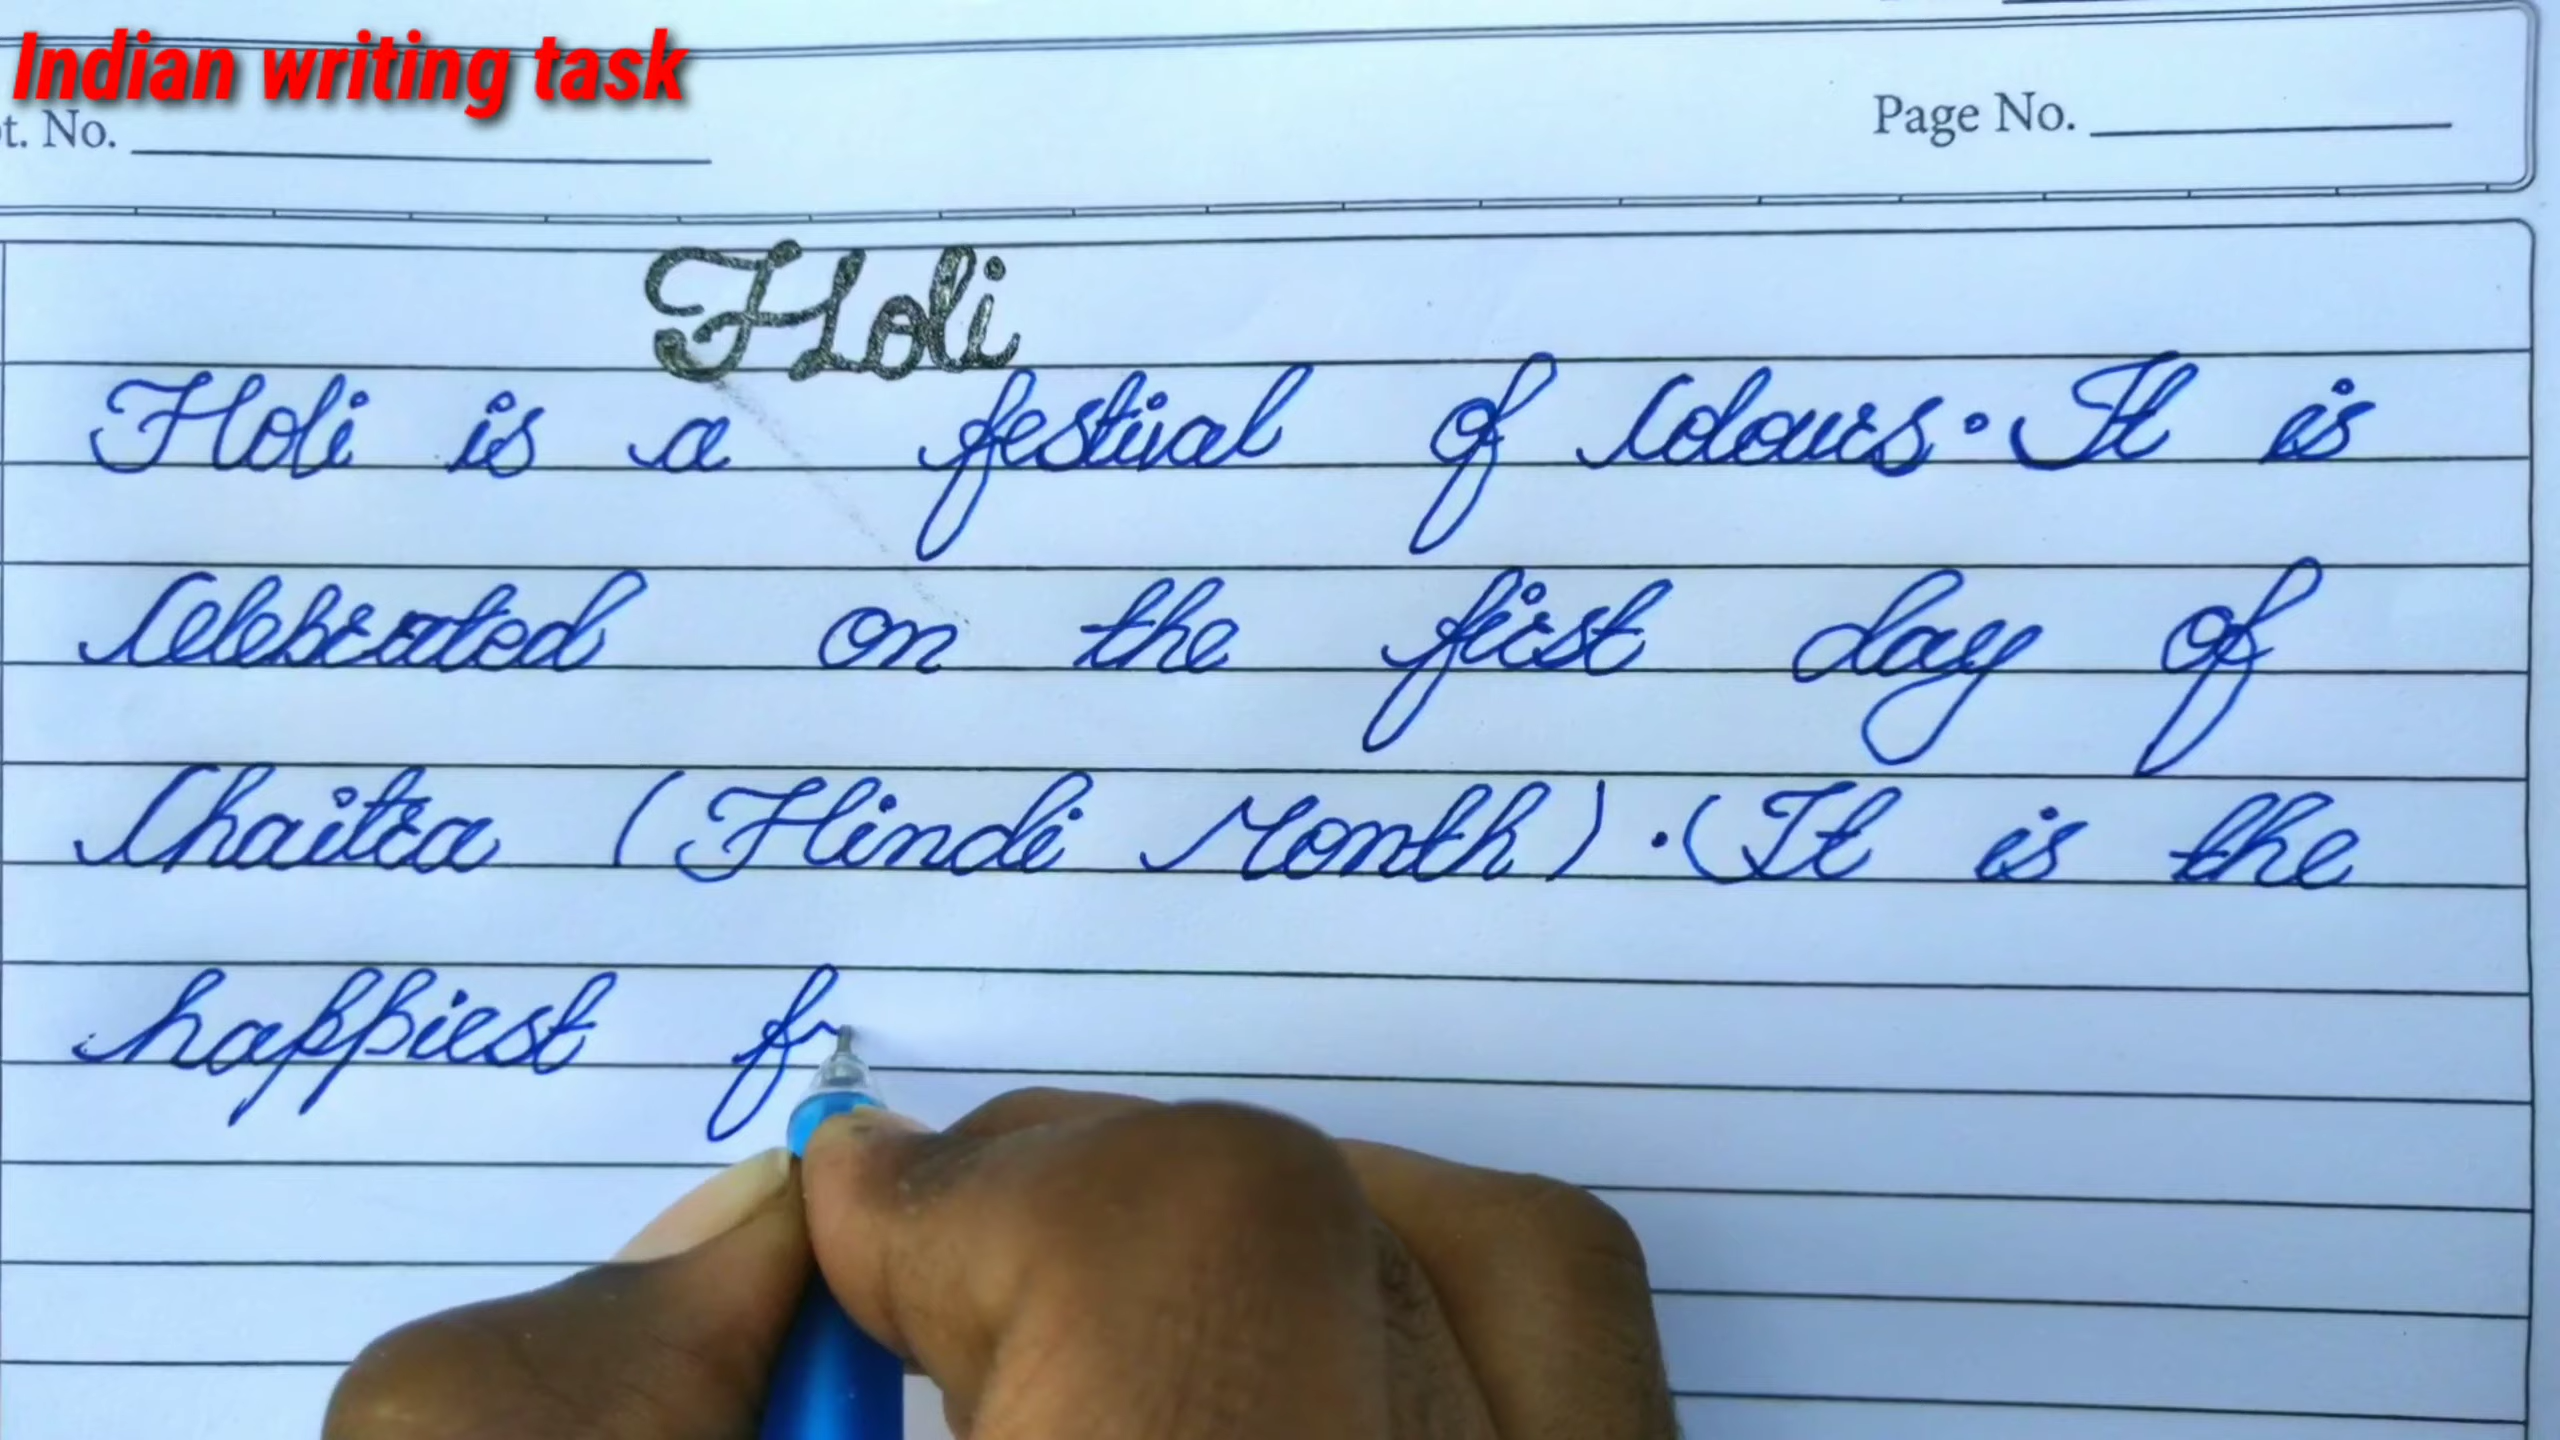 Indian writing task
t. No.
Page No.
Holi
Holi is a festival of Colours. It is
Celebrated on the first day of
Chaitra (Hindi Month). (It is the
happiest f